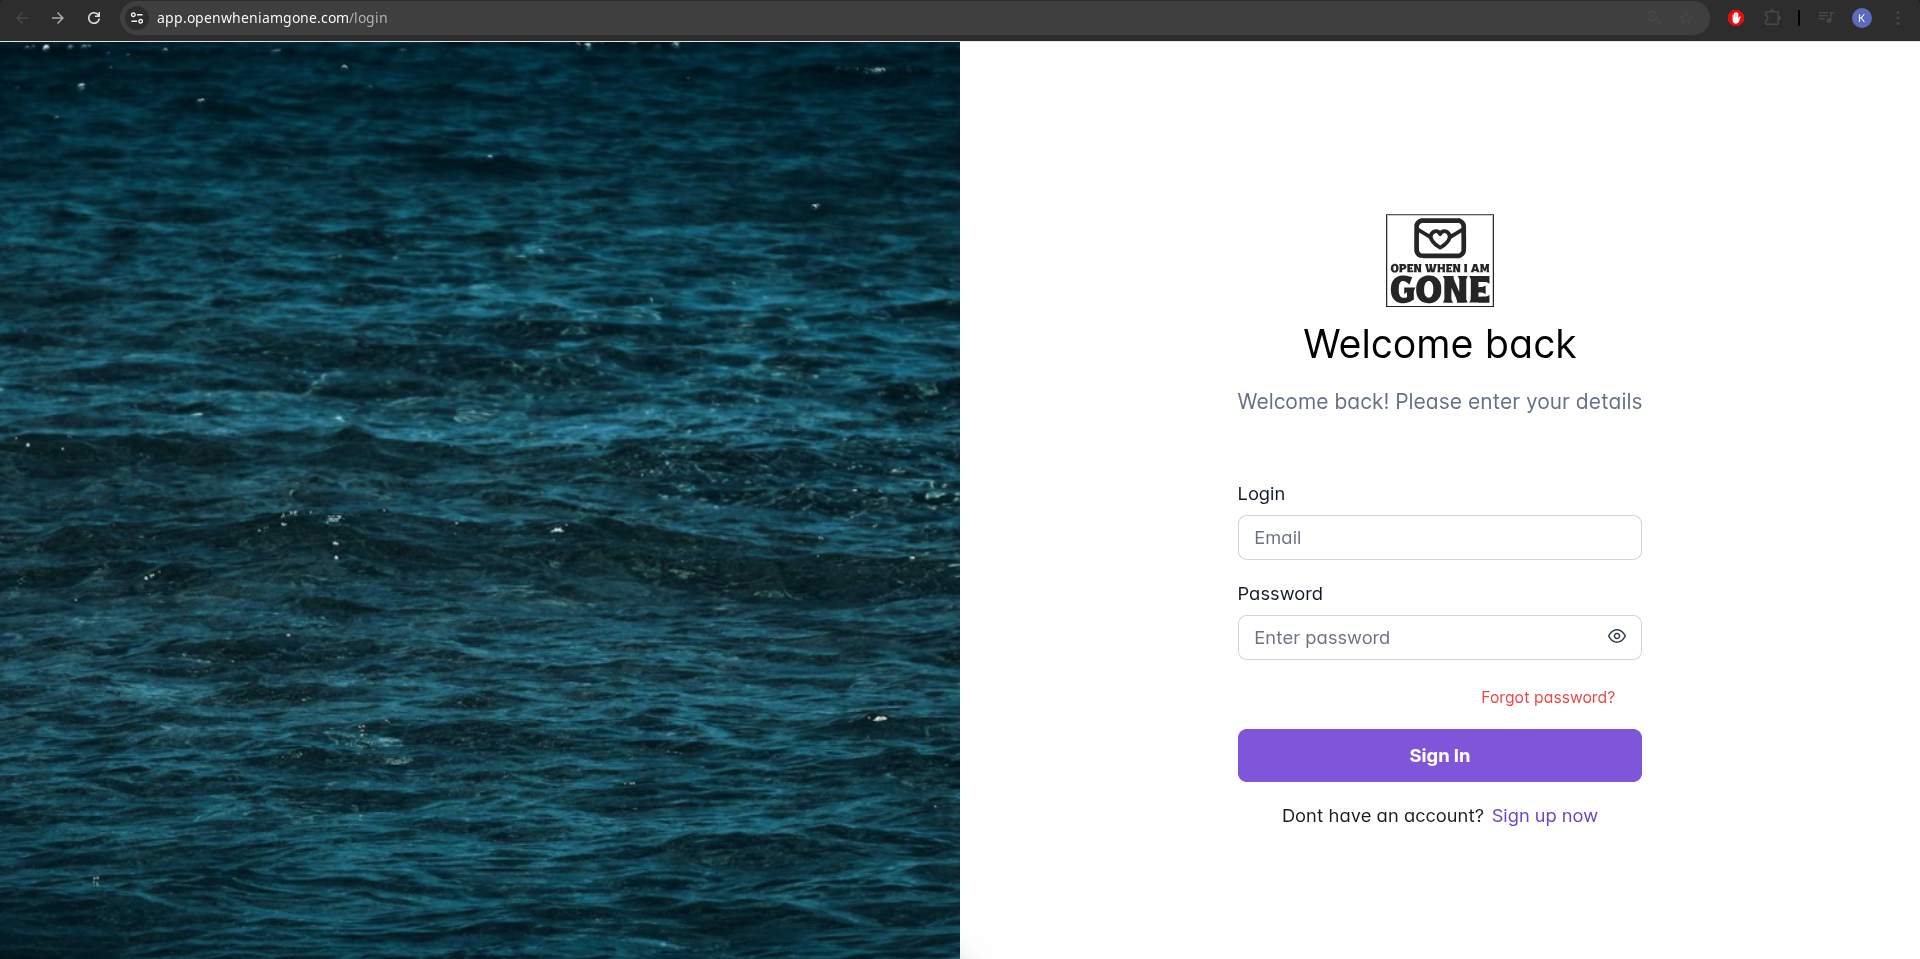 app.openwheniamgone.com/login
K
OPEN WHEN I AM
GONE
Welcome back
Welcome back! Please enter your details
Login
Email
Password
Enter password
Forgot password?
Sign In
Dont have an account? Sign up now